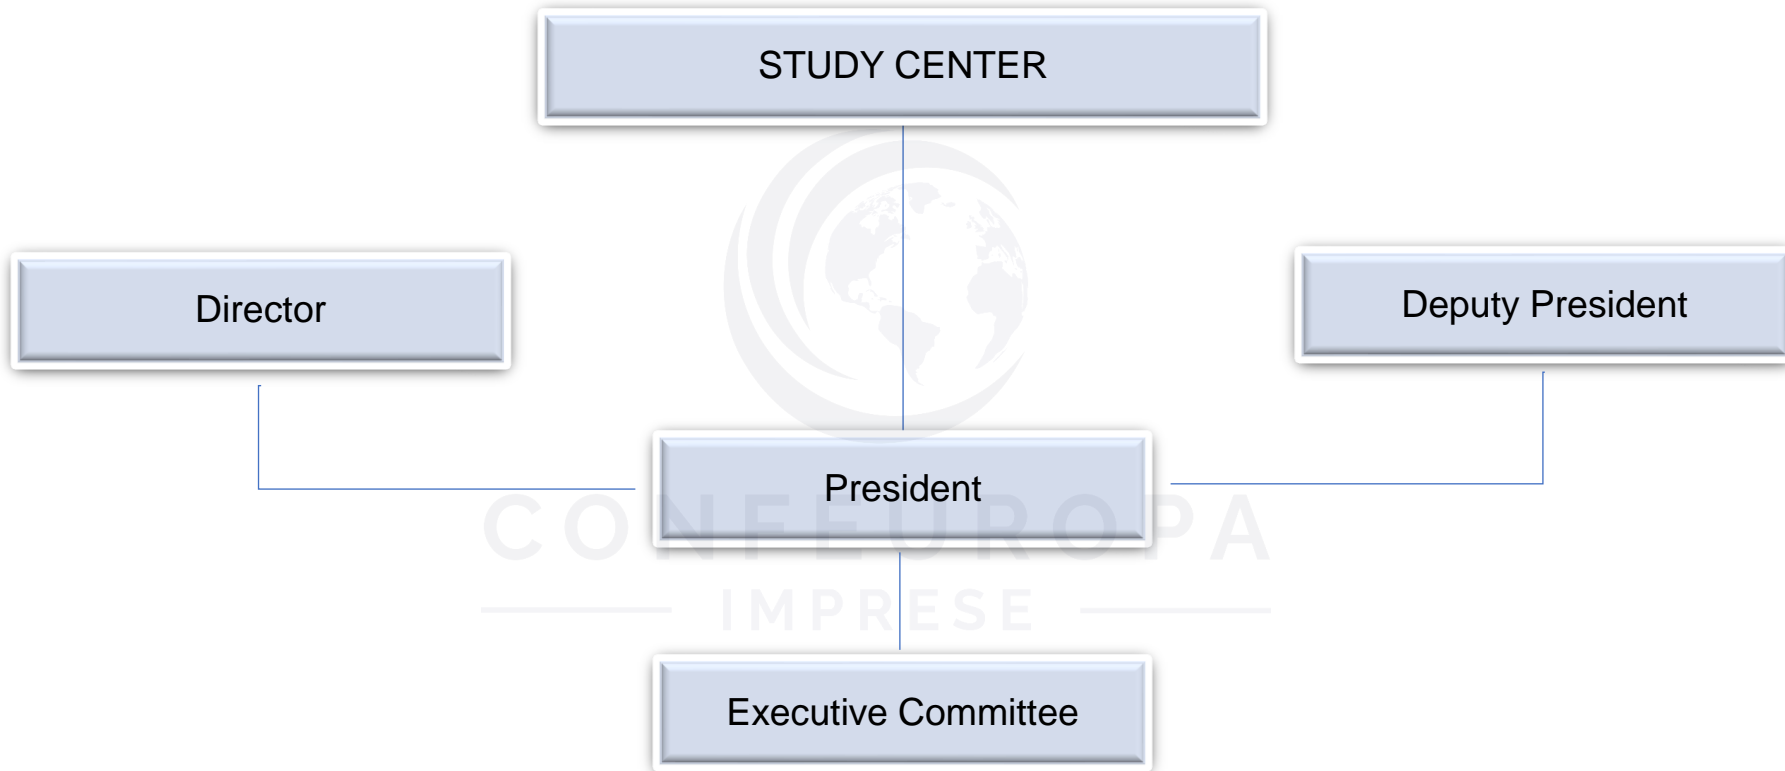 STUDY CENTER
Director
Deputy President
President
CONFEUROPA
IMPRESE
Executive Committee